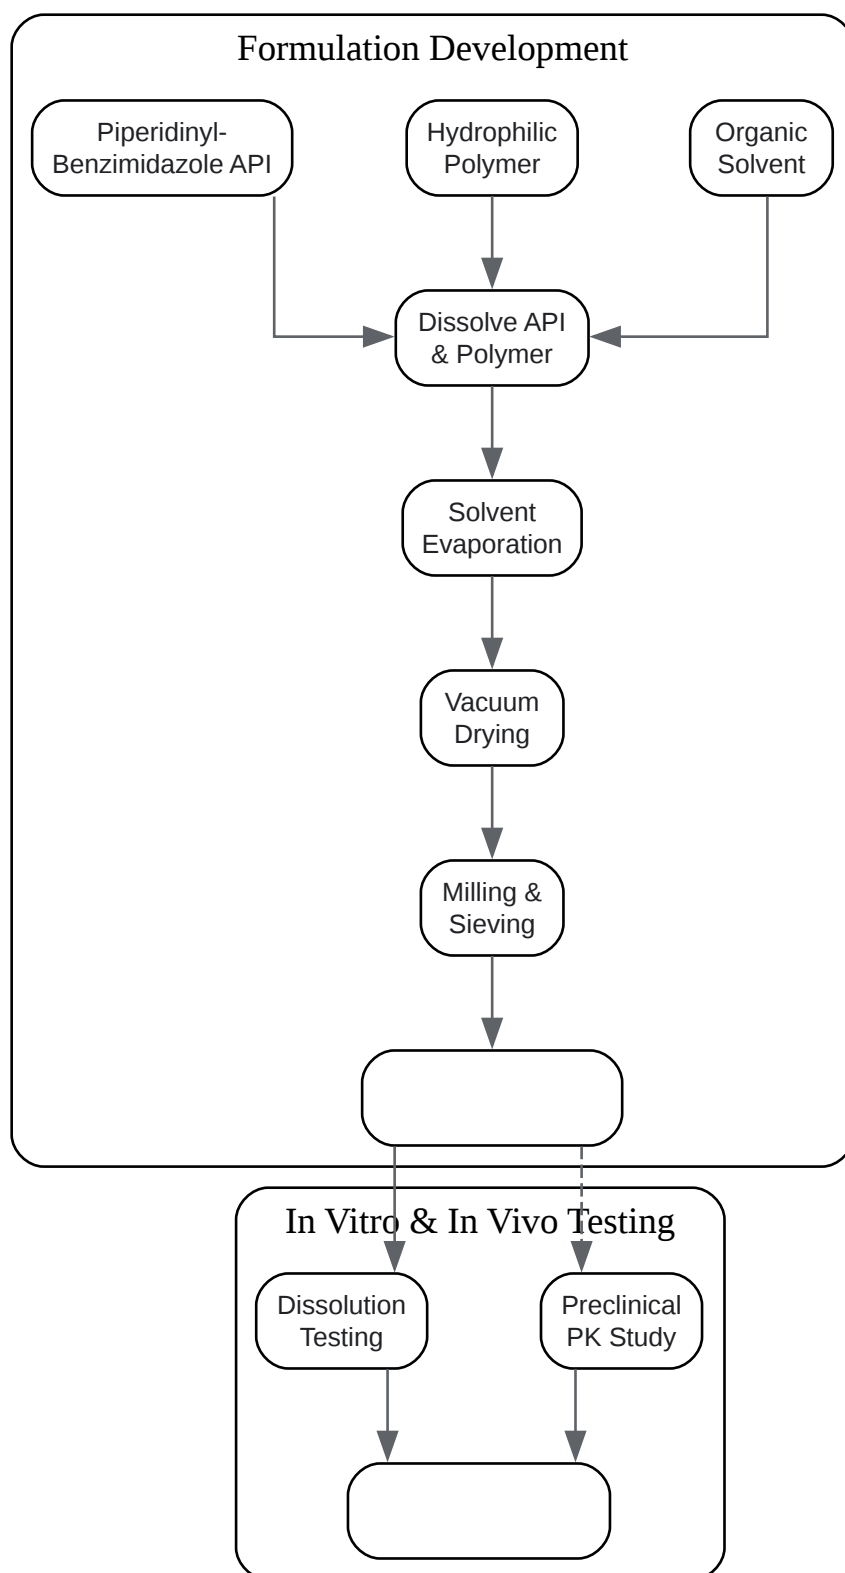 Formulation Development
Piperidinyl-
Benzimidazole API
Hydrophilic
Polymer
Organic
Solvent
Dissolve API
& Polymer
Solvent
Evaporation
Vacuum
Drying
Milling &
Sieving
In Vitro & In Vivo Testing
Dissolution
Testing
Preclinical
PK Study